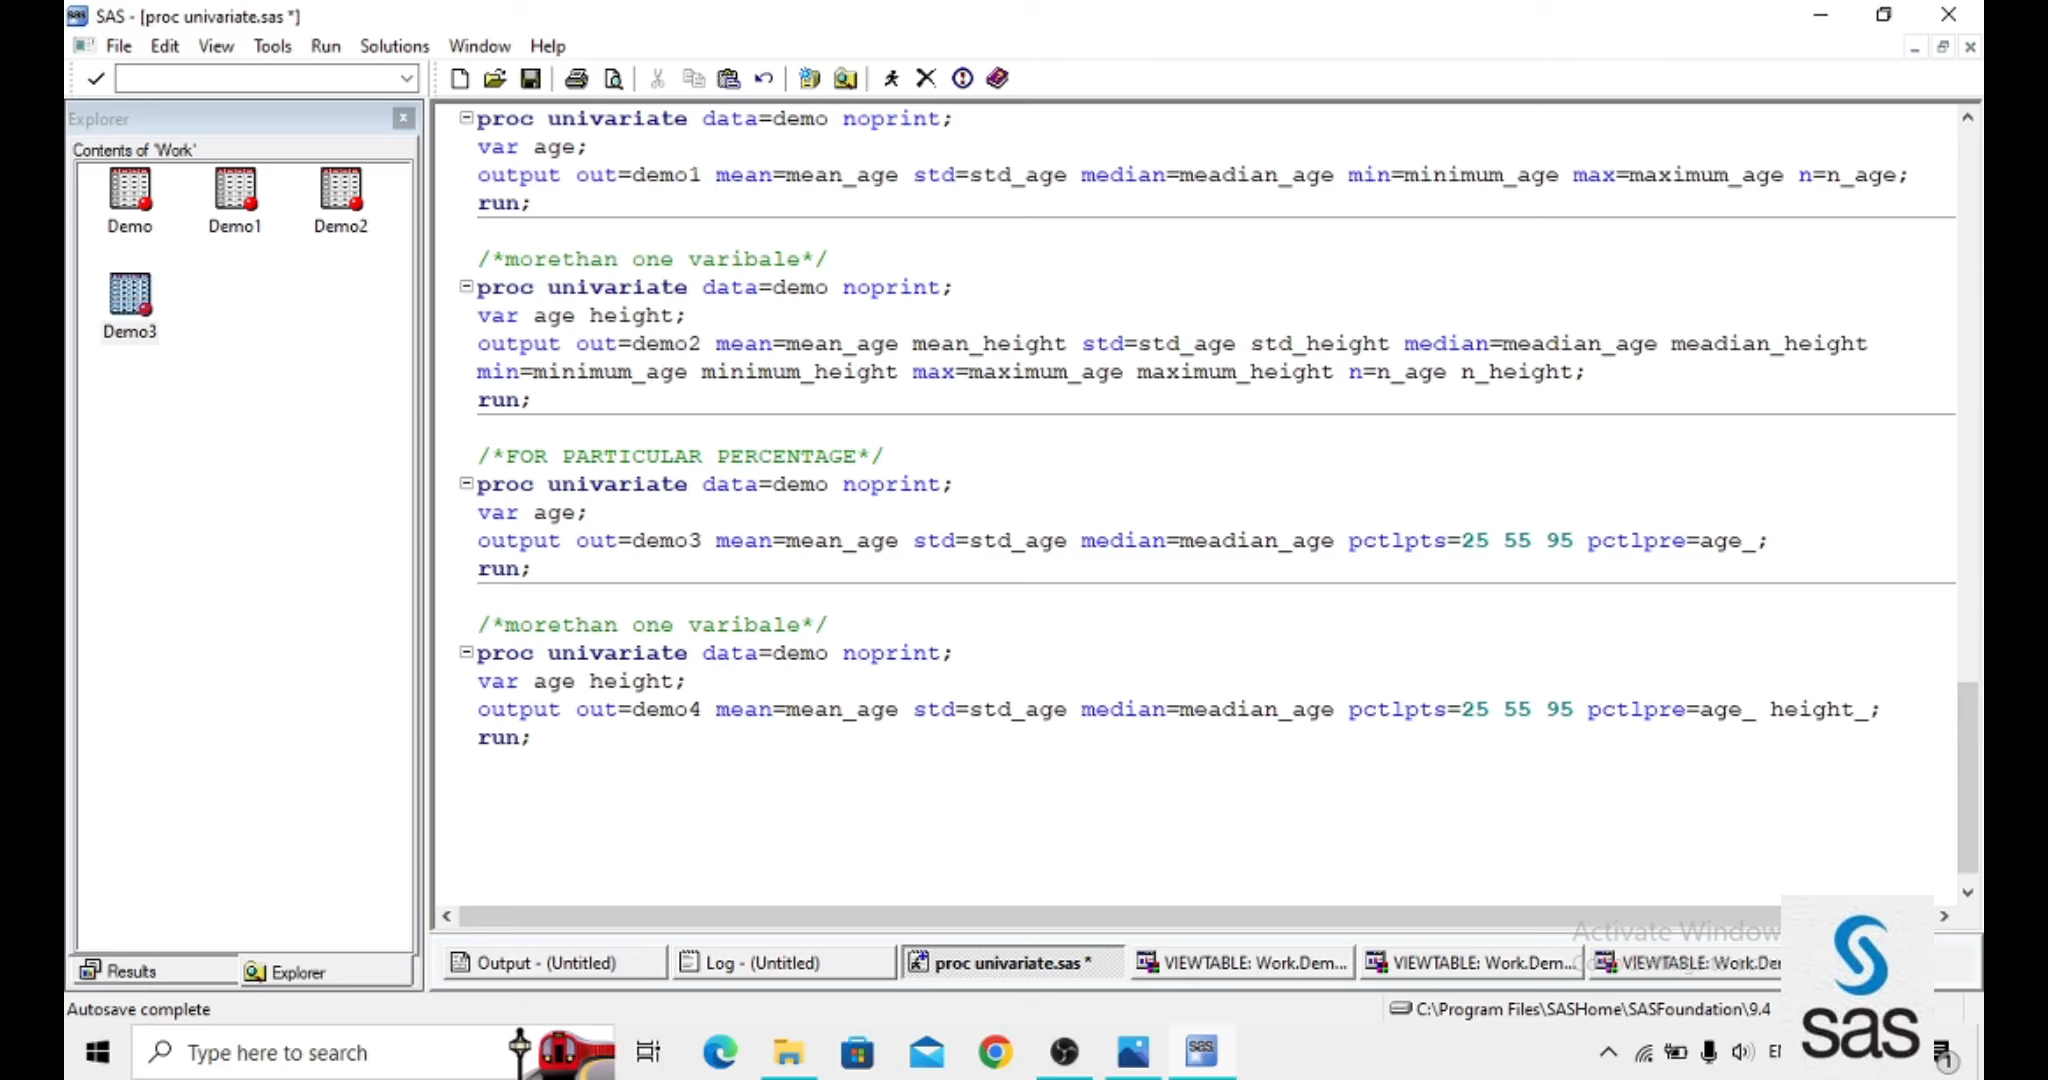 SAS - [proc univariate.sas *]
File Edit View Tools Run Solutions Window Help
Explorer
Contents of 'Work'
Demo Demo1 Demo2
Demo3
proc univariate data=demo noprint;
var age;
output out=demo1 mean=mean_age std=std_age median=meadian_age min=minimum_age max=maximum_age n=n_age;
run;
/*morethan one varibale*/
proc univariate data=demo noprint;
var age height;
output out=demo2 mean=mean_age mean_height std=std_age std_height median=meadian_age meadian_height
min=minimum_age minimum_height max=maximum_age maximum_height n=n_age n_height;
run;
/*FOR PARTICULAR PERCENTAGE*/
proc univariate data=demo noprint;
var age;
output out=demo3 mean=mean_age std=std_age median=meadian_age pctlpts=25 55 95 pctlpre=age_;
run;
/*morethan one varibale*/
proc univariate data=demo noprint;
var age height;
output out=demo4 mean=mean_age std=std_age median=meadian_age pctlpts=25 55 95 pctlpre=age_ height_;
run;
Activate Window
Results Explorer
Output - (Untitled) Log - (Untitled) proc univariate.sas * VIEWTABLE: Work.Dem... VIEWTABLE: Work.Dem... VIEWTABLE: Work.De
Autosave complete
C:\Program Files\SASHome\SASFoundation\9.4
sas
Type here to search
sas
1